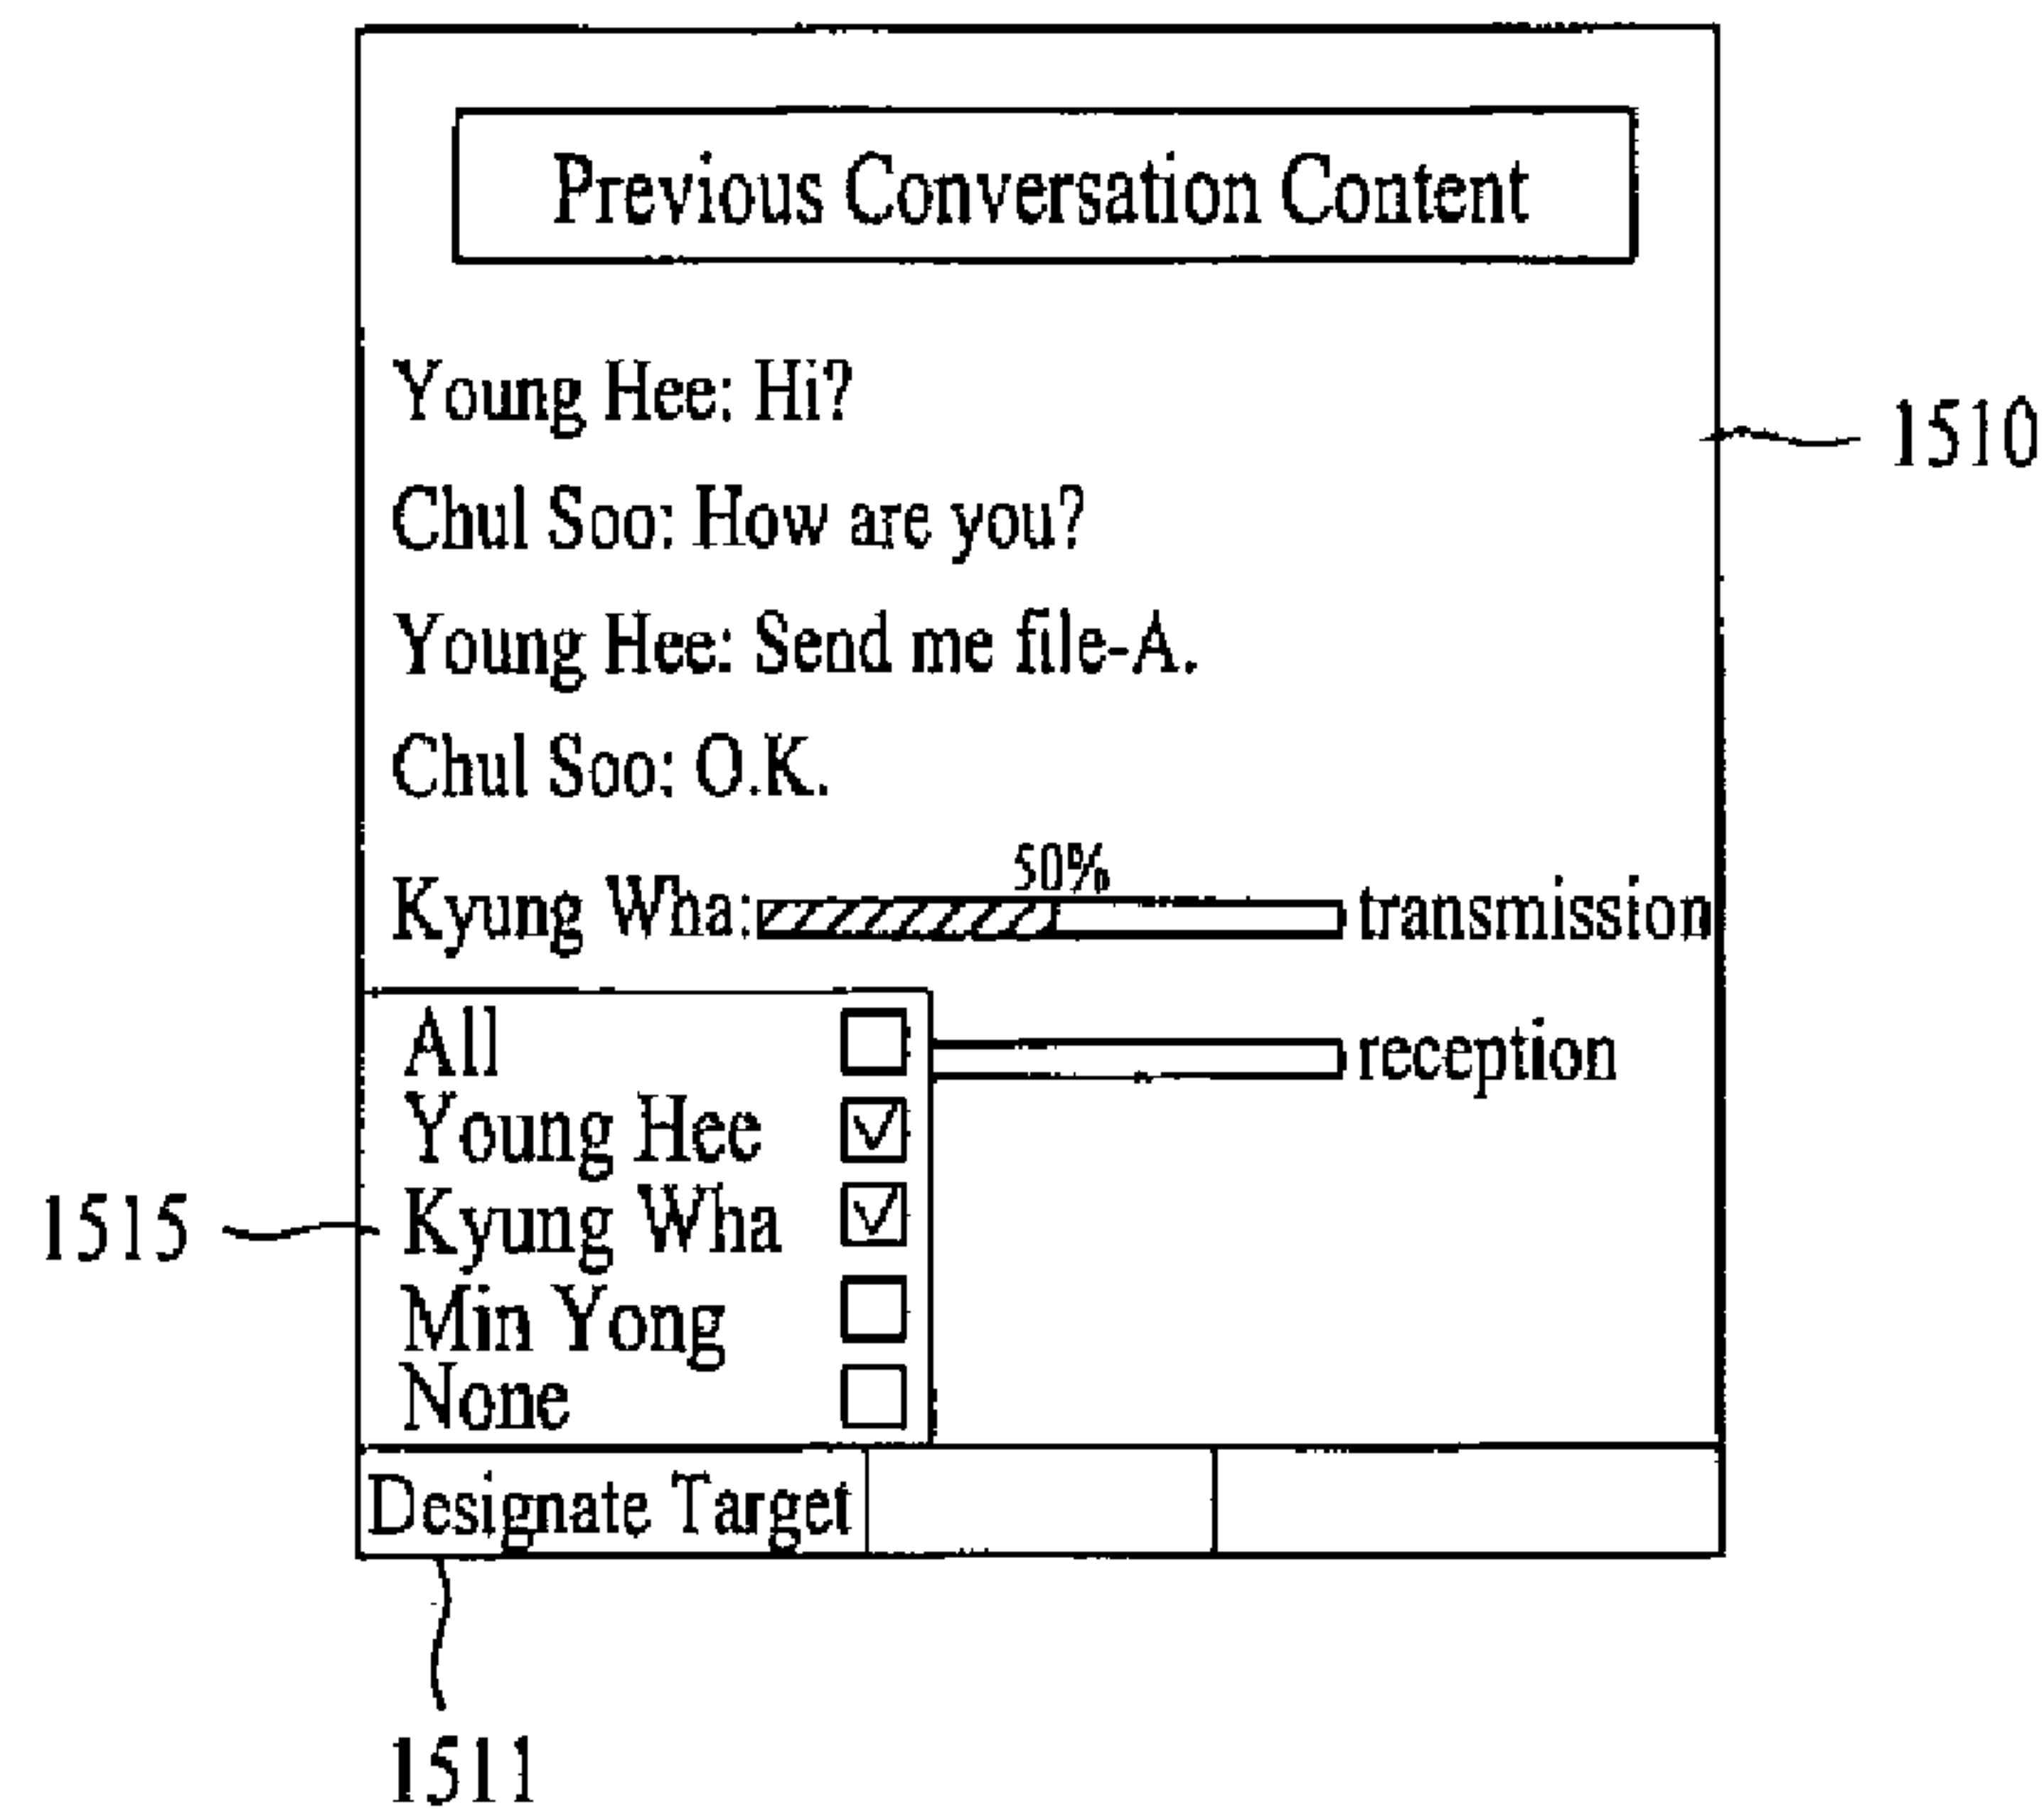 Previous Conversation Content
Young Hee: Hi?
1510
Chul Soo: How are you?
Young Hee: Send me file-A.
Chul Soo: O.K.
50%
Kyung Wha: transmission
All
reception
Young Hee
1515
Kyung Wha
Min Yong
None
Designate Target
1511